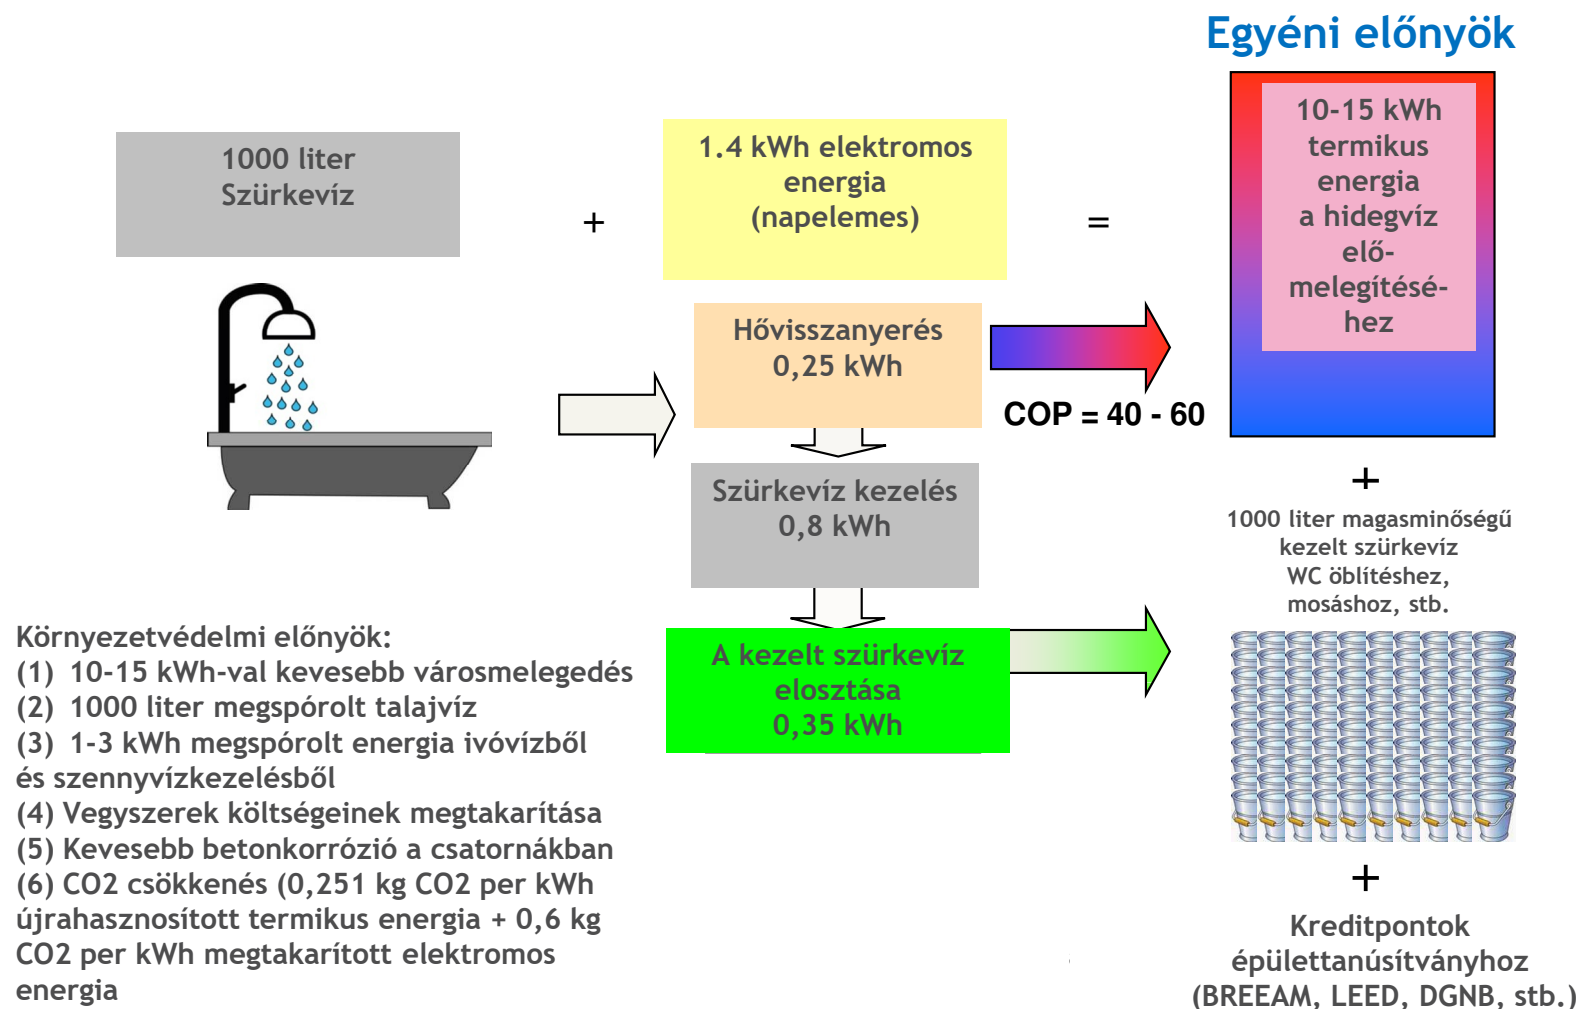 Egyéni előnyök
1000 liter
Szürkevíz
+
1.4 kWh elektromos
energia
(napelemes)
=
10-15 kWh
termikus
energia
a hidegvíz
elő-
melegítésé-
hez
Hővisszanyerés
0,25 kWh
COP = 40 - 60
Szürkevíz kezelés
0,8 kWh
A kezelt szürkevíz
elosztása
0,35 kWh
+
1000 liter magasminőségű
kezelt szürkevíz
WC öblítéshez,
mosáshoz, stb.
+
Kreditpontok
épülettanúsítványhoz
(BREEAM, LEED, DGNB, stb.)
Környezetvédelmi előnyök:
(1) 10-15 kWh-val kevesebb városmelegedés
(2) 1000 liter megspórolt talajvíz
(3) 1-3 kWh megspórolt energia ivóvízből
és szennyvízkezelésből
(4) Vegyszerek költségeinek megtakarítása
(5) Kevesebb betonkorrózió a csatornákban
(6) CO2 csökkenés (0,251 kg CO2 per kWh
újrahasznosított termikus energia + 0,6 kg
CO2 per kWh megtakarított elektromos
energia